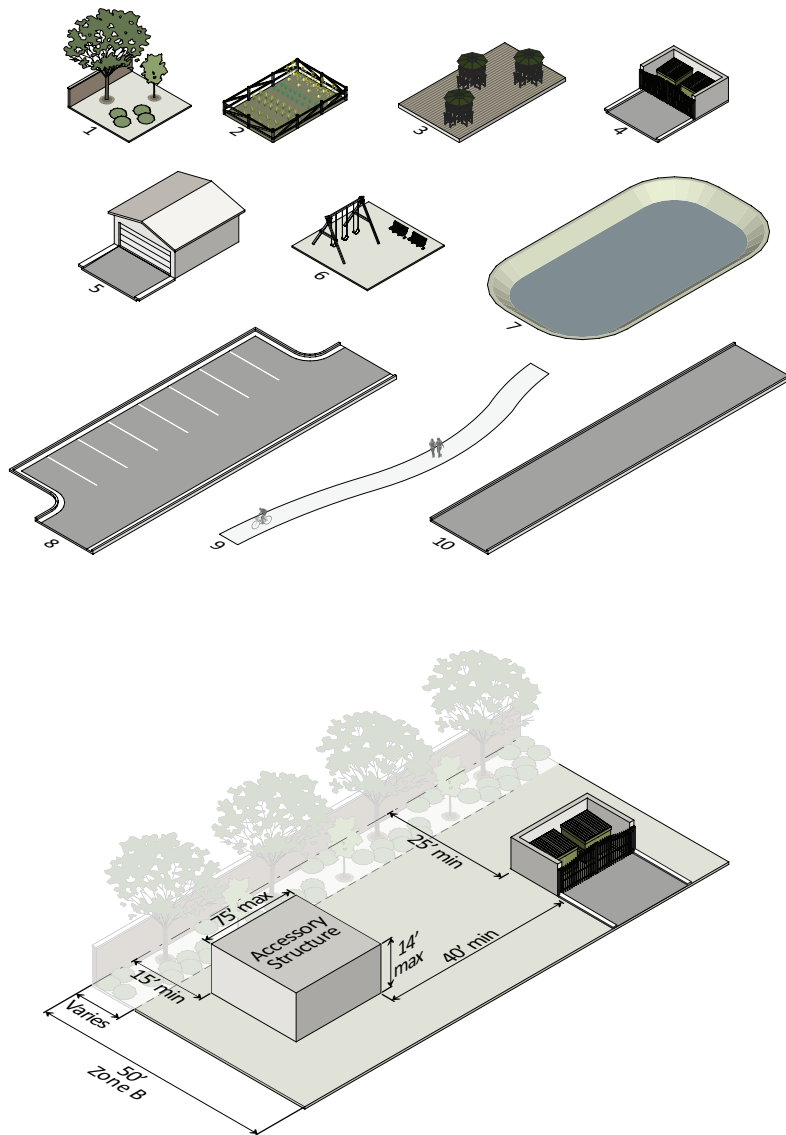 1
2
3
4
5
6
7
8
9
10
25' min
75' max
Accessory
Structure
14'
max
40' min
15' min
Varies
50'
Zone B